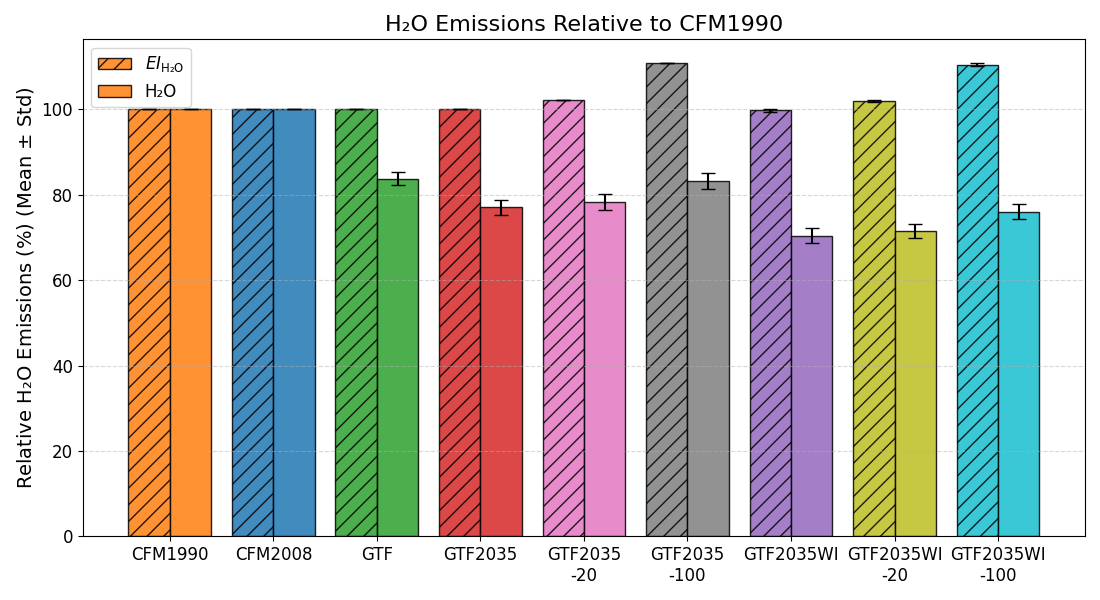 H₂O Emissions Relative to CFM1990
EI_H₂O
H₂O
Relative H₂O Emissions (%) (Mean ± Std)
100
80
60
40
20
0
CFM1990 CFM2008 GTF GTF2035 GTF2035 GTF2035 GTF2035WI GTF2035WI GTF2035WI
-20 -100 -20 -100